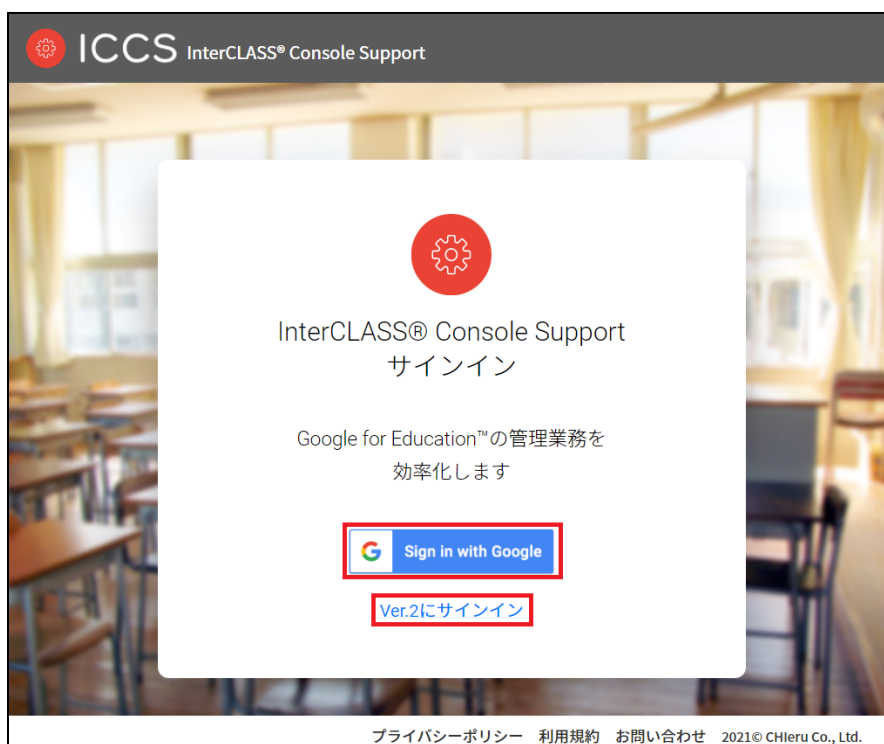 ICCS InterCLASS® Console Support
InterCLASS® Console Support
サインイン
Google for Education™の管理業務を
効率化します
G Sign in with Google
Ver.2にサインイン
プライバシーポリシー 利用規約 お問い合わせ 2021© CHIeru Co., Ltd.